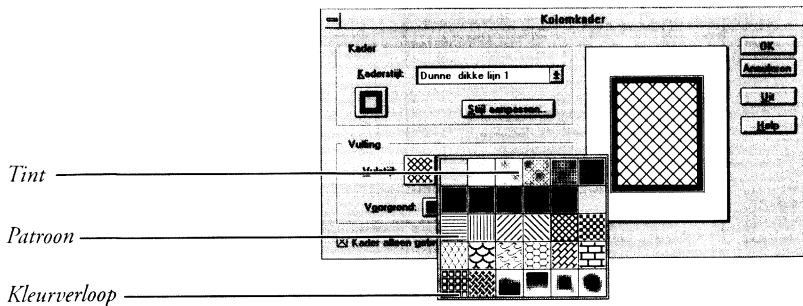 Kolomkader
Kader
Kaderstijl:
Dunne dikke lijn 1
Stijl aanpassen..
OK
Annuleren
Uit
Help
Vulling
Voorgrond:
Kader alleen
Tint
Patroon
Kleurverloop